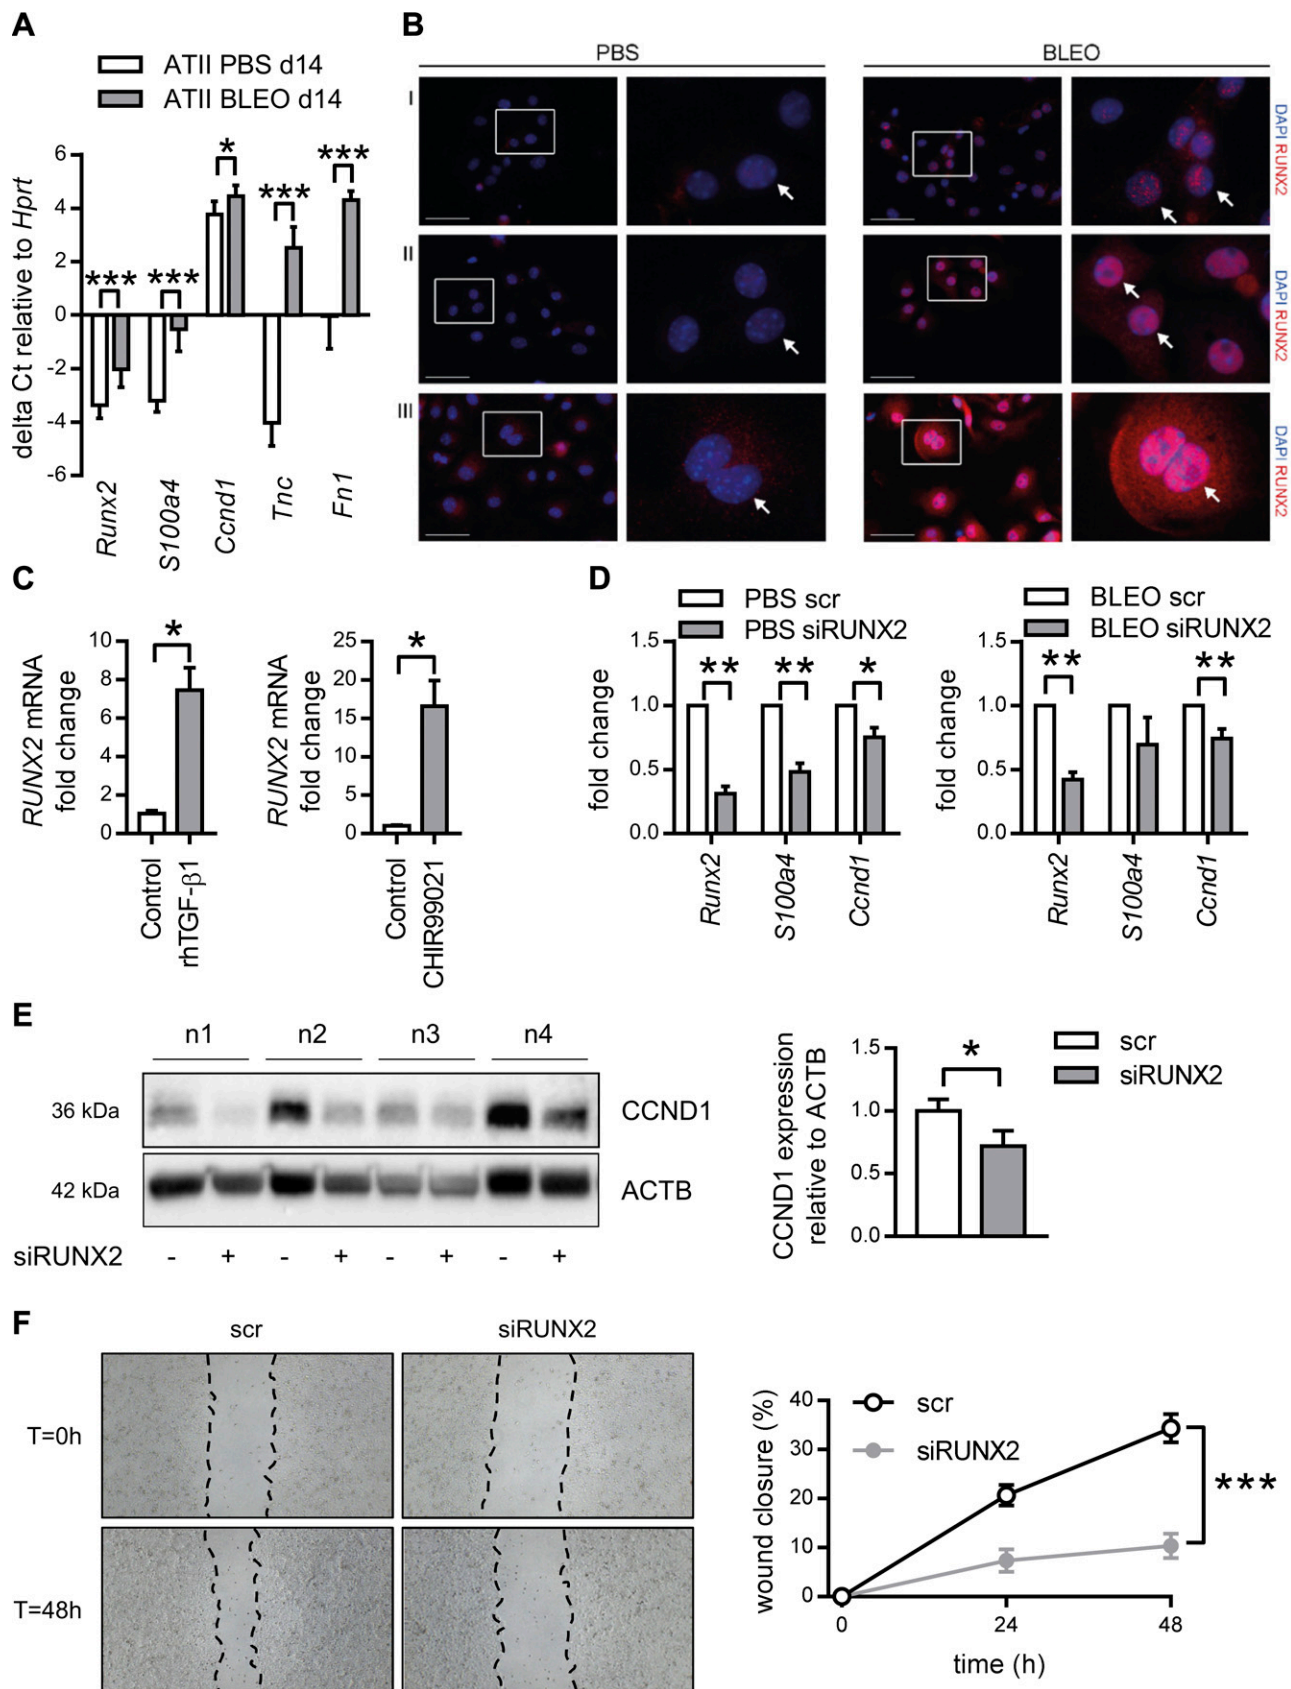 A
ATII PBS d14
ATII BLEO d14
delta Ct relative to Hprt
6
4
2
0
-2
-4
-6
***
***
*
***
***
Runx2
S100a4
Ccnd1
Tnc
Fn1
B
PBS
BLEO
I
II
III
DAPI RUNX2
DAPI RUNX2
DAPI RUNX2
C
RUNX2 mRNA
fold change
10
8
6
4
2
0
*
Control
rhTGF-β1
RUNX2 mRNA
fold change
25
20
15
10
5
0
*
Control
CHIR99021
D
PBS scr
PBS siRUNX2
fold change
1.5
1.0
0.5
0.0
**
**
*
Runx2
S100a4
Ccnd1
BLEO scr
BLEO siRUNX2
fold change
1.5
1.0
0.5
0.0
**
**
Runx2
S100a4
Ccnd1
E
n1 n2 n3 n4
36 kDa
CCND1
42 kDa
ACTB
siRUNX2 - + - + - + - +
CCND1 expression
relative to ACTB
1.5
1.0
0.5
0.0
*
scr
siRUNX2
F
scr
siRUNX2
T=0h
T=48h
wound closure (%)
40
30
20
10
0
scr
siRUNX2
***
0
24
48
time (h)